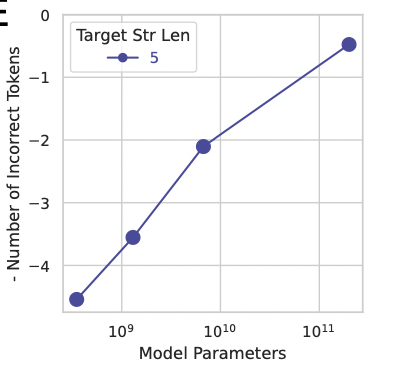 0
Target Str Len
5
−1
−2
−3
−4
- Number of Incorrect Tokens
10⁹ 10¹⁰ 10¹¹
Model Parameters